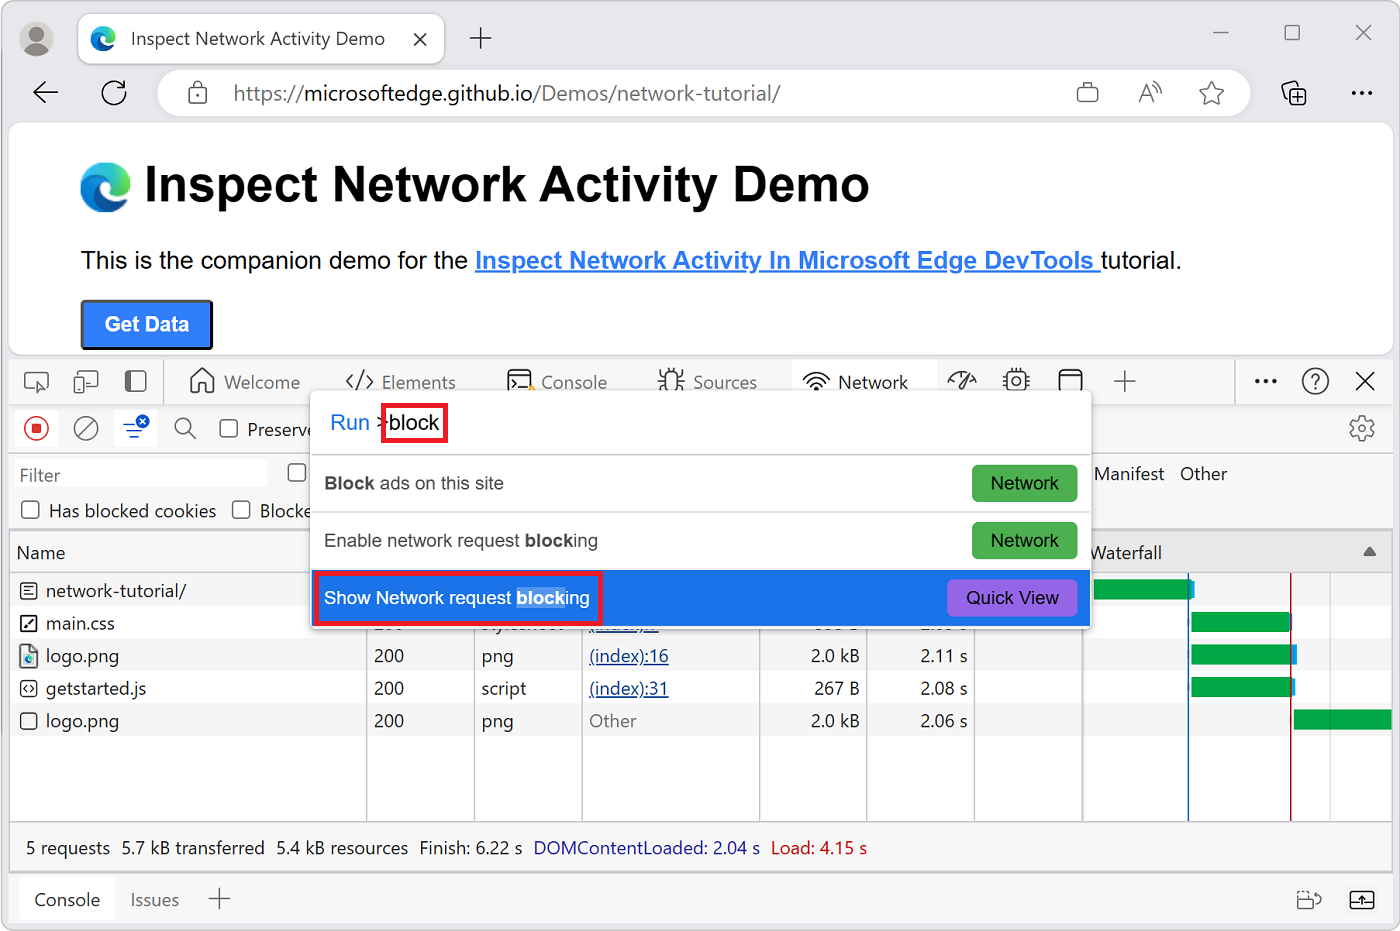 Inspect Network Activity Demo
https://microsoftedge.github.io/Demos/network-tutorial/
Inspect Network Activity Demo
This is the companion demo for the Inspect Network Activity In Microsoft Edge DevTools tutorial.
Get Data
Welcome Elements Console Sources Network
Preserve
Run >block
Filter
Block ads on this site Network
Manifest Other
Has blocked cookies Blocke
Enable network request blocking Network
Name Waterfall
Show Network request blocking Quick View
network-tutorial/
main.css
logo.png 200 png (index):16 2.0 kB 2.11 s
getstarted.js 200 script (index):31 267 B 2.08 s
logo.png 200 png Other 2.0 kB 2.06 s
5 requests 5.7 kB transferred 5.4 kB resources Finish: 6.22 s DOMContentLoaded: 2.04 s Load: 4.15 s
Console Issues